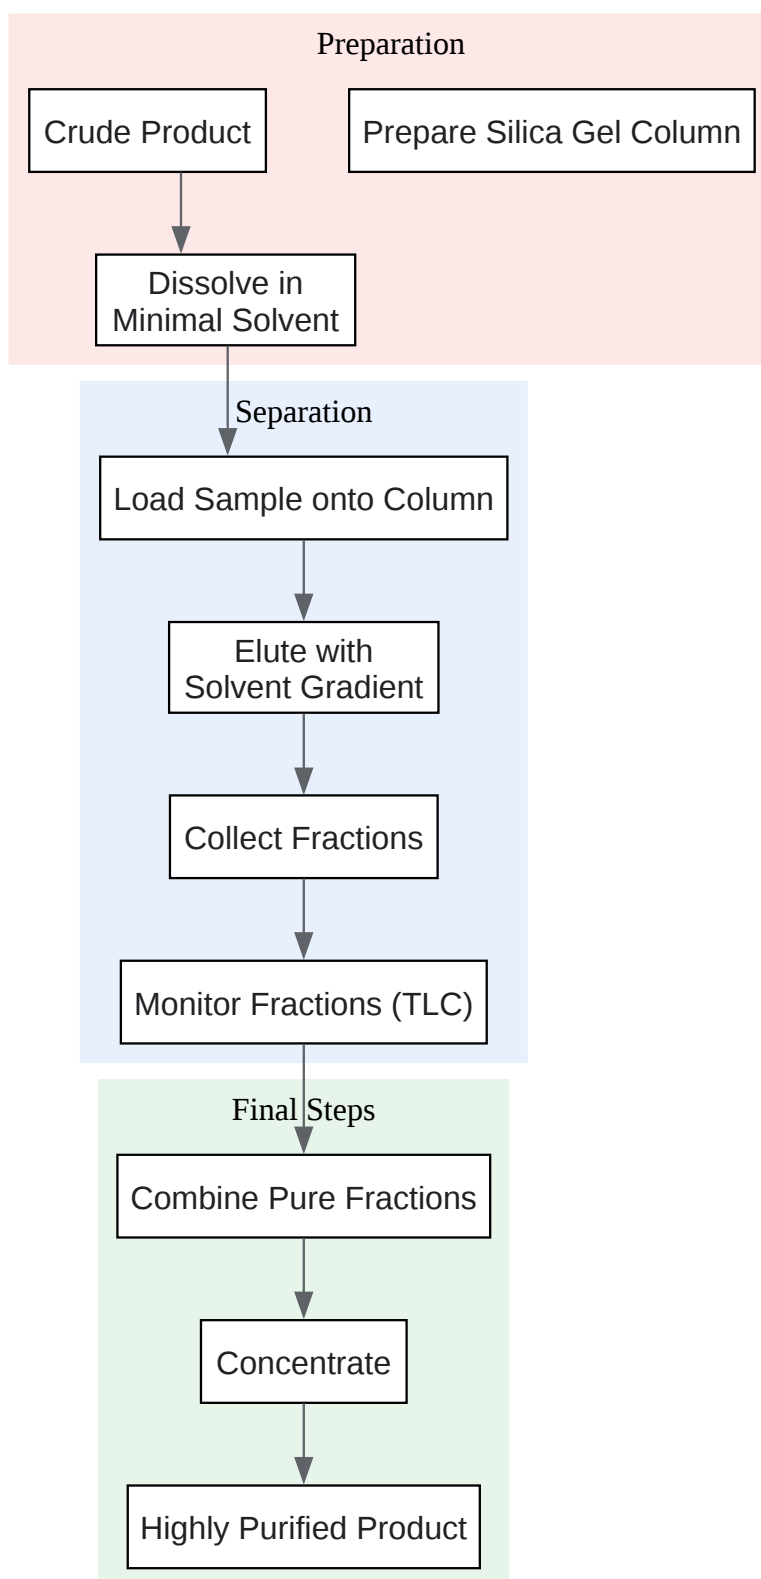 Preparation
Crude Product
Prepare Silica Gel Column
Dissolve in
Minimal Solvent
Separation
Load Sample onto Column
Elute with
Solvent Gradient
Collect Fractions
Monitor Fractions (TLC)
Final Steps
Combine Pure Fractions
Concentrate
Highly Purified Product